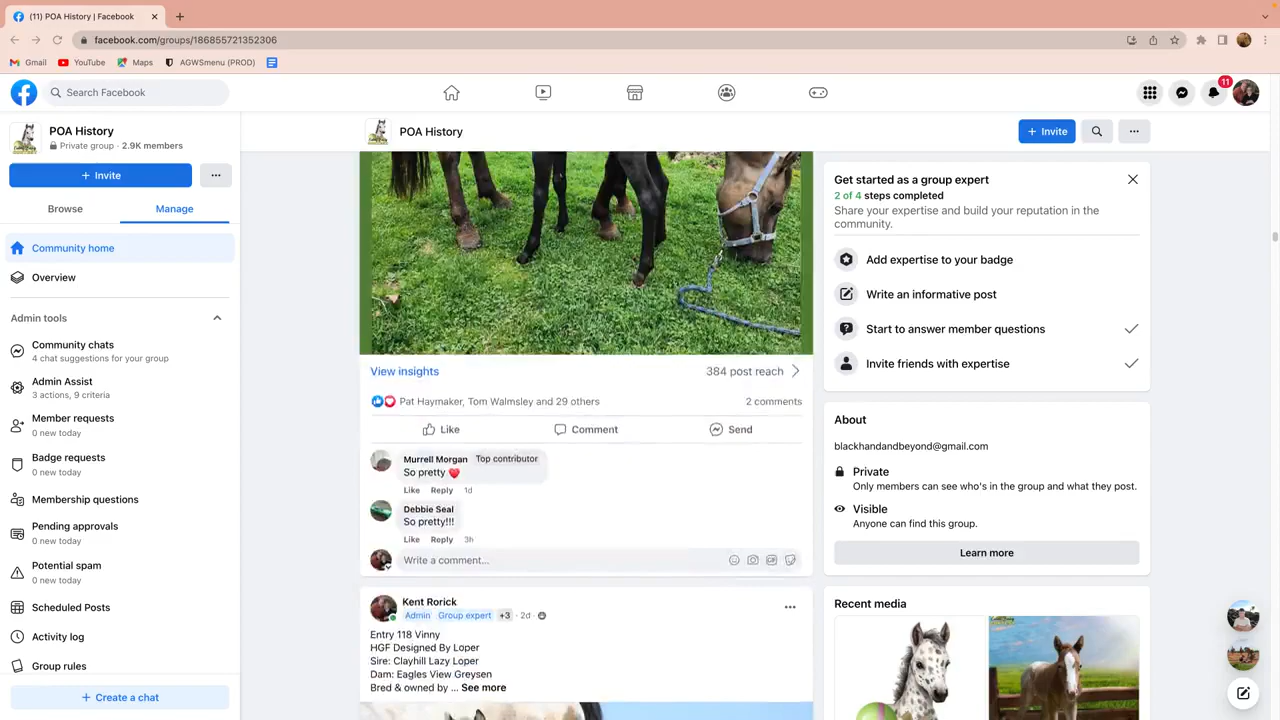 (11) POA History | Facebook
facebook.com/groups/186855721352306
Gmail
YouTube
Maps
AGWSmenu (PROD)
Search Facebook
11
POA History
Private group · 2.9K members
+ Invite
Browse
Manage
Community home
Overview
Admin tools
Community chats
4 chat suggestions for your group
Admin Assist
3 actions, 9 criteria
Member requests
0 new today
Badge requests
0 new today
Membership questions
Pending approvals
0 new today
Potential spam
0 new today
Scheduled Posts
Activity log
Group rules
+ Create a chat
POA History
+ Invite
View insights
384 post reach
Pat Haymaker, Tom Walmsley and 29 others
2 comments
Like
Comment
Send
Murrell Morgan Top contributor
So pretty ❤️
Like Reply 1d
Debbie Seal
So pretty!!!
Like Reply 3h
Write a comment...
Kent Rorick
Admin Group expert +3 · 2d ·
Entry 118 Vinny
HGF Designed By Loper
Sire: Clayhill Lazy Loper
Dam: Eagles View Greysen
Bred & owned by ... See more
Get started as a group expert
2 of 4 steps completed
Share your expertise and build your reputation in the
community.
Add expertise to your badge
Write an informative post
Start to answer member questions
Invite friends with expertise
About
blackhandandbeyond@gmail.com
Private
Only members can see who's in the group and what they post.
Visible
Anyone can find this group.
Learn more
Recent media